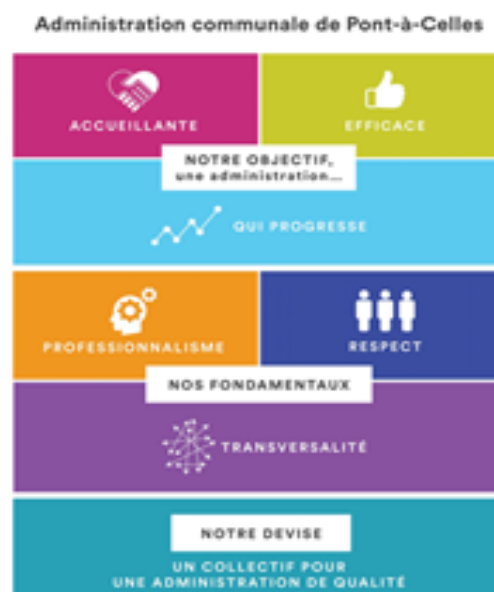 Administration communale de Pont-à-Celles
ACCUEILLANTE
EFFICACE
NOTRE OBJECTIF,
une administration...
QUI PROGRESSE
PROFESSIONNALISME
RESPECT
NOS FONDAMENTAUX
TRANSVERSALITÉ
NOTRE DEVISE
UN COLLECTIF POUR
UNE ADMINISTRATION DE QUALITÉ